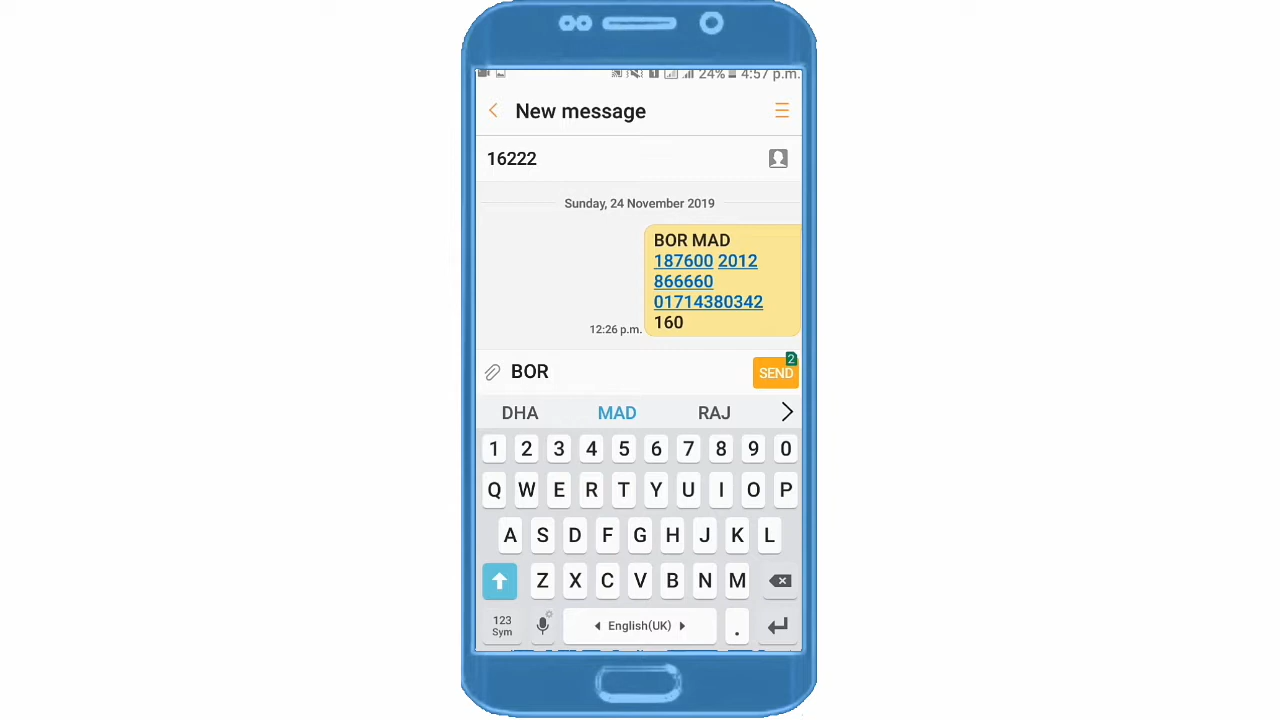 24% 4:57 p.m.
New message
16222
Sunday, 24 November 2019
BOR MAD
187600 2012
866660
01714380342
160
12:26 p.m.
2
BOR
SEND
DHA MAD RAJ
1 2 3 4 5 6 7 8 9 0
Q W E R T Y U I O P
A S D F G H J K L
Z X C V B N M
123
Sym
English(UK)
.